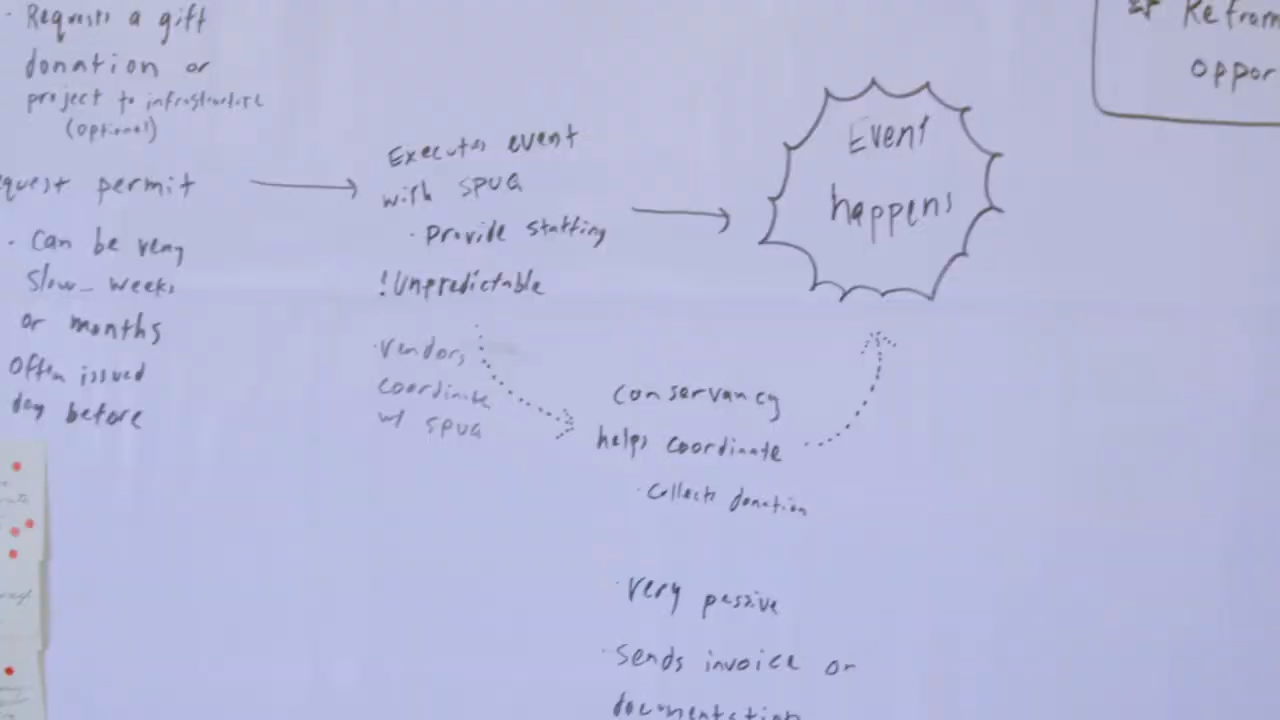 · Requests a gift
donation or
project to infrastructure
(optional)
quest permit
· Can be very
slow_ weeks
or months
Often issued
day before
Executes event
with SPUG
· Provide staffing
! Unpredictable
· vendors
coordinate
w/ SPUG
Event
happens
conservancy
helps coordinate
· collects donation
· Very passive
· Sends invoice or
documentation
Refram
oppor